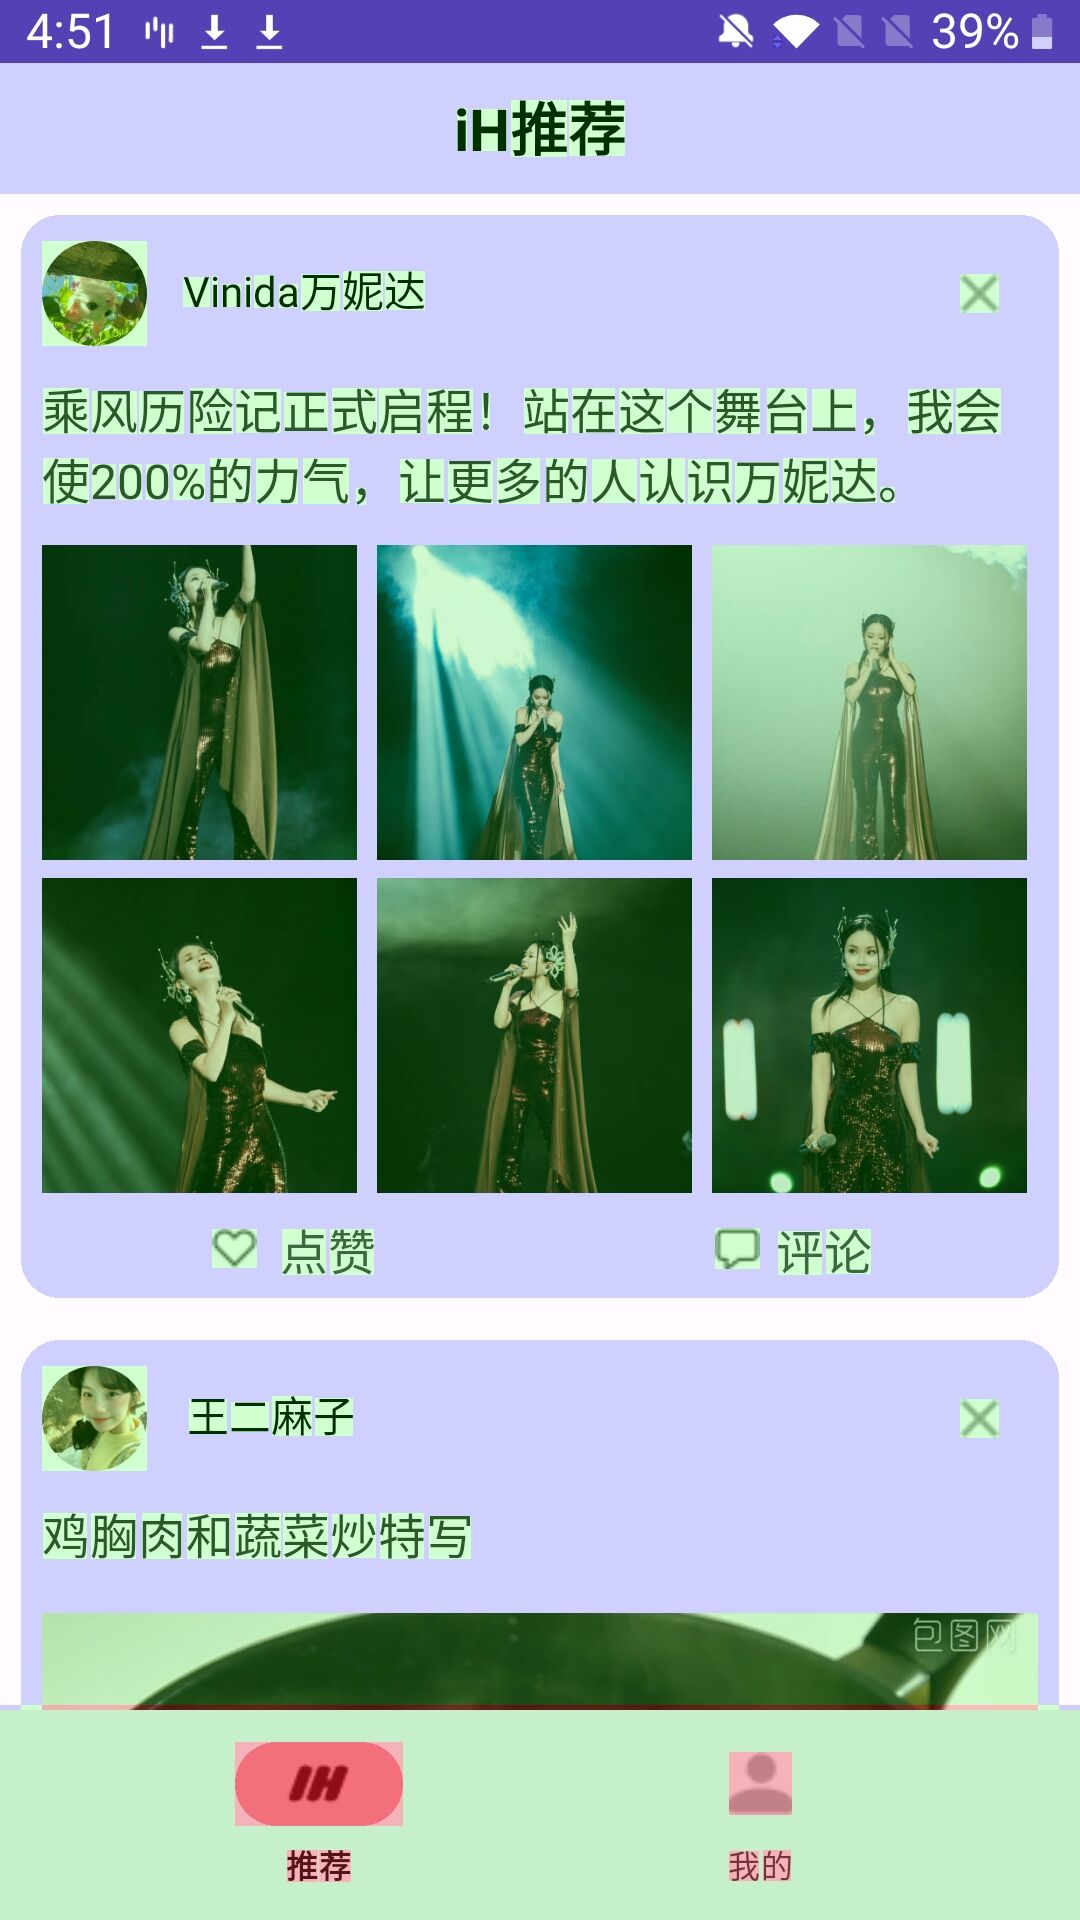 4:51
39%
iH推荐
Vinida万妮达
乘风历险记正式启程！站在这个舞台上，我会
使200%的力气，让更多的人认识万妮达。
点赞
评论
王二麻子
鸡胸肉和蔬菜炒特写
包图网
IH
推荐
我的